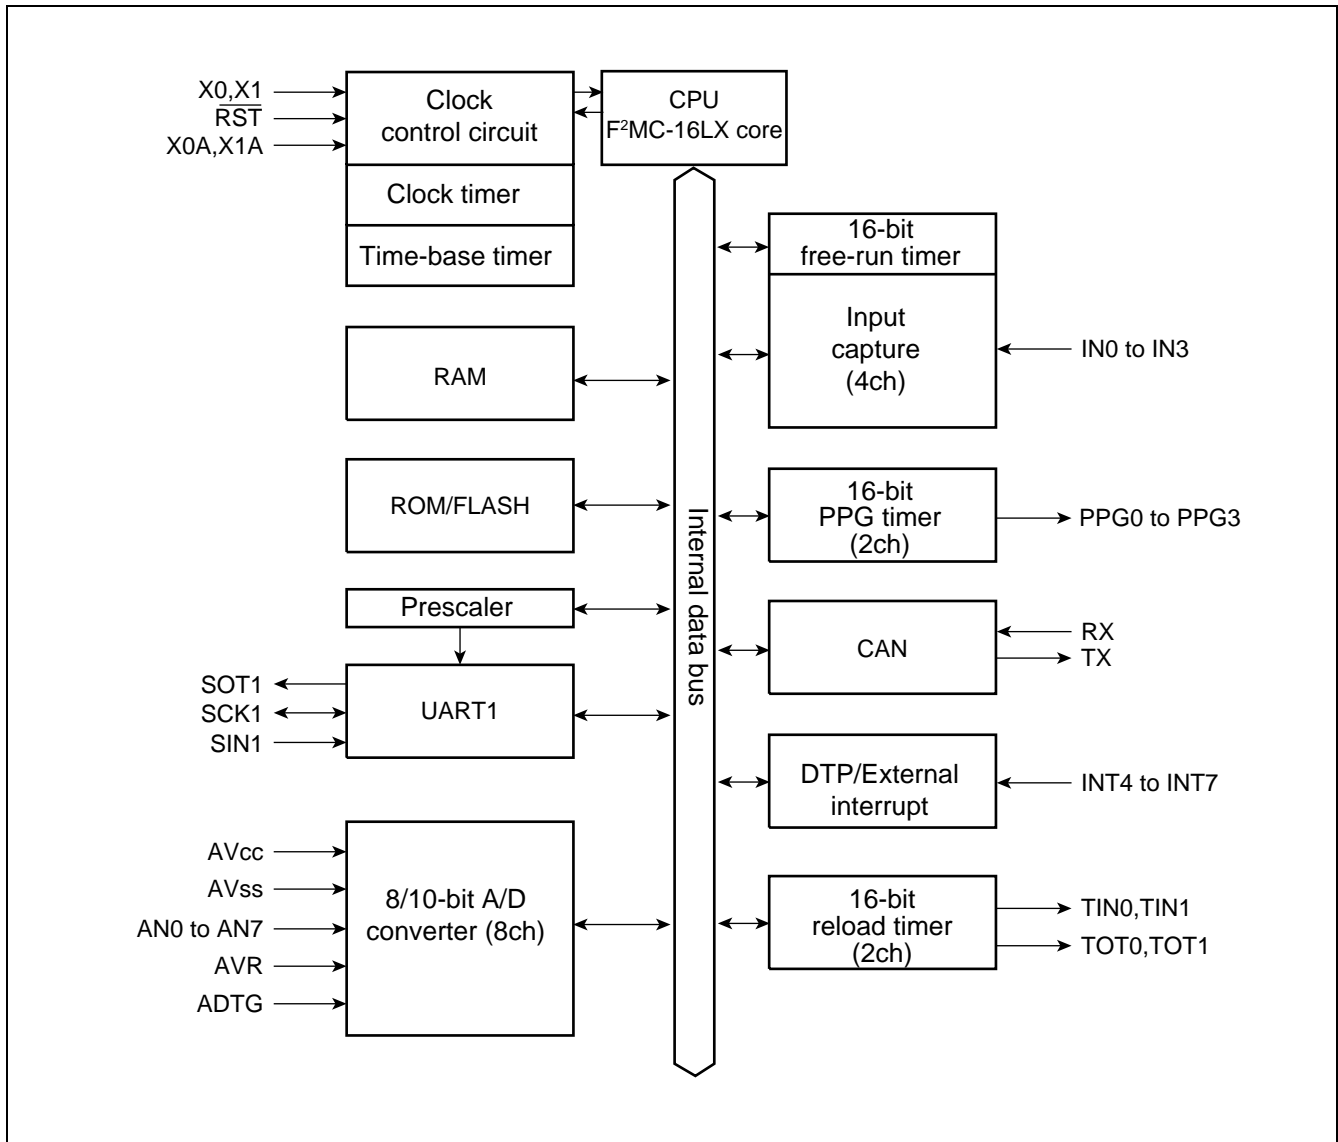 X0,X1
RST
X0A,X1A
Clock
control circuit
Clock timer
Time-base timer
CPU
F²MC-16LX core
RAM
ROM/FLASH
Prescaler
UART1
SOT1
SCK1
SIN1
AVcc
AVss
AN0 to AN7
AVR
ADTG
8/10-bit A/D
converter (8ch)
Internal data bus
16-bit
free-run timer
Input
capture
(4ch)
IN0 to IN3
16-bit
PPG timer
(2ch)
PPG0 to PPG3
CAN
RX
TX
DTP/External
interrupt
INT4 to INT7
16-bit
reload timer
(2ch)
TIN0,TIN1
TOT0,TOT1